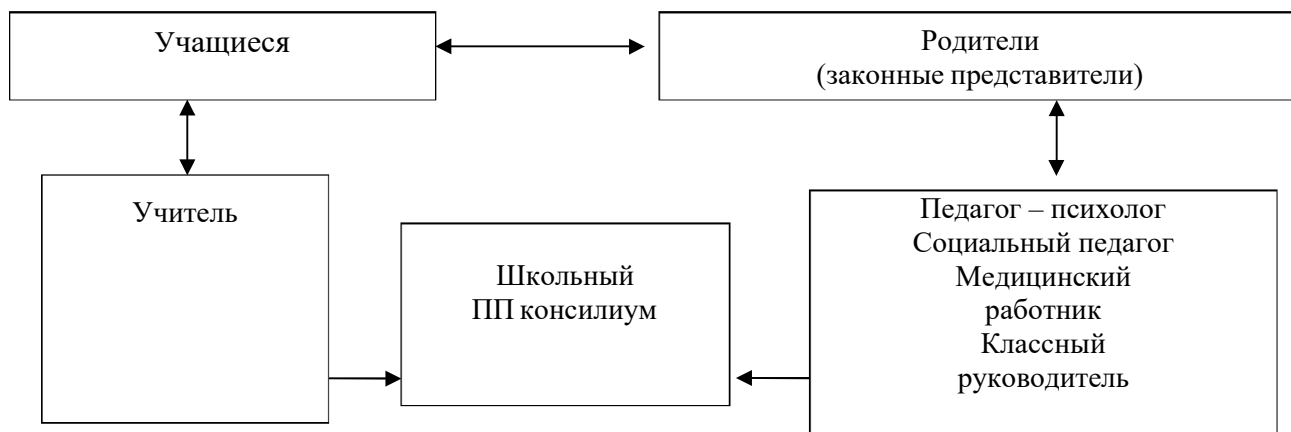 Учащиеся
Родители
(законные представители)
Учитель
Школьный
ПП консилиум
Педагог – психолог
Социальный педагог
Медицинский
работник
Классный
руководитель